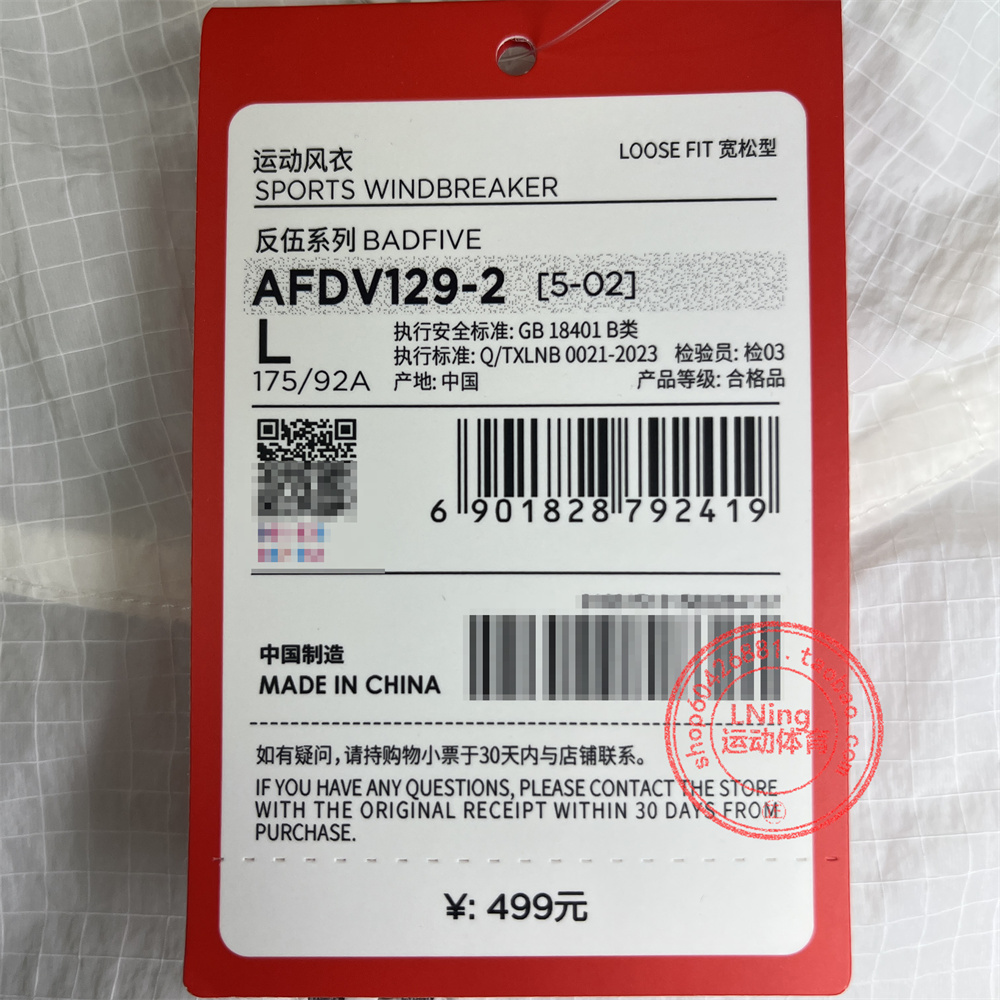 运动风衣
LOOSE FIT 宽松型
SPORTS WINDBREAKER
反伍系列 BADFIVE
AFDV129-2 [5-02]
L
175/92A
执行安全标准: GB 18401 B类
执行标准: Q/TXLNB 0021-2023 检验员: 检03
产地: 中国 产品等级: 合格品
6 901828 792419
中国制造
MADE IN CHINA
如有疑问，请持购物小票于30天内与店铺联系。
IF YOU HAVE ANY QUESTIONS, PLEASE CONTACT THE STORE
WITH THE ORIGINAL RECEIPT WITHIN 30 DAYS FROM
PURCHASE.
¥: 499元
shop60426881.taobao.com
LNing
运动体育